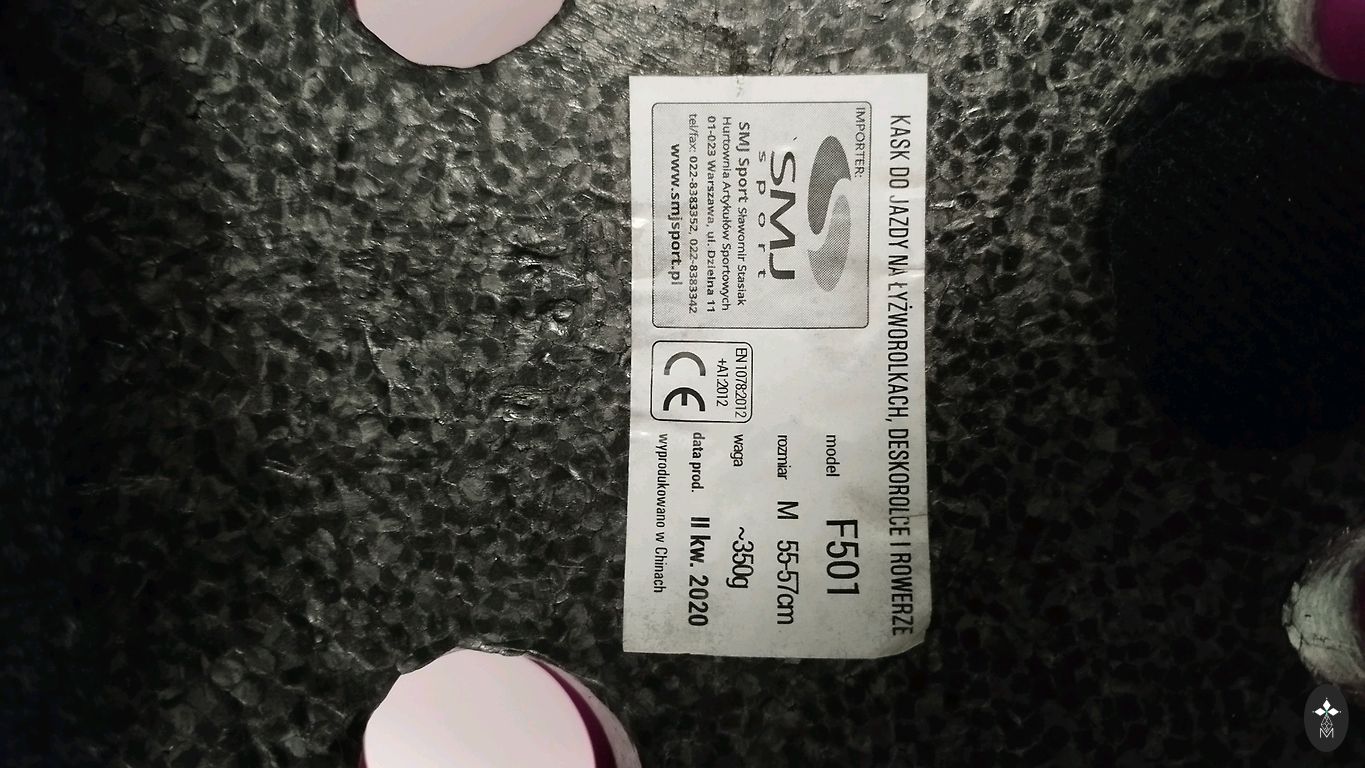 KASK DO JAZDY NA ŁYŻWOROLKACH, DESKOROLCE I ROWERZE
IMPORTER:
SMJ
sport
SMJ Sport Sławomir Stasiak
Hurtownia Artykułów Sportowych
01-023 Warszawa, ul. Dzielna 11
tel/fax: 022-8383352, 022-8383342
www.smjsport.pl
EN 1078:2012
+A1:2012
CE
model F501
rozmiar M 55-57cm
waga ~350g
data prod. II kw. 2020
wyprodukowano w Chinach
M